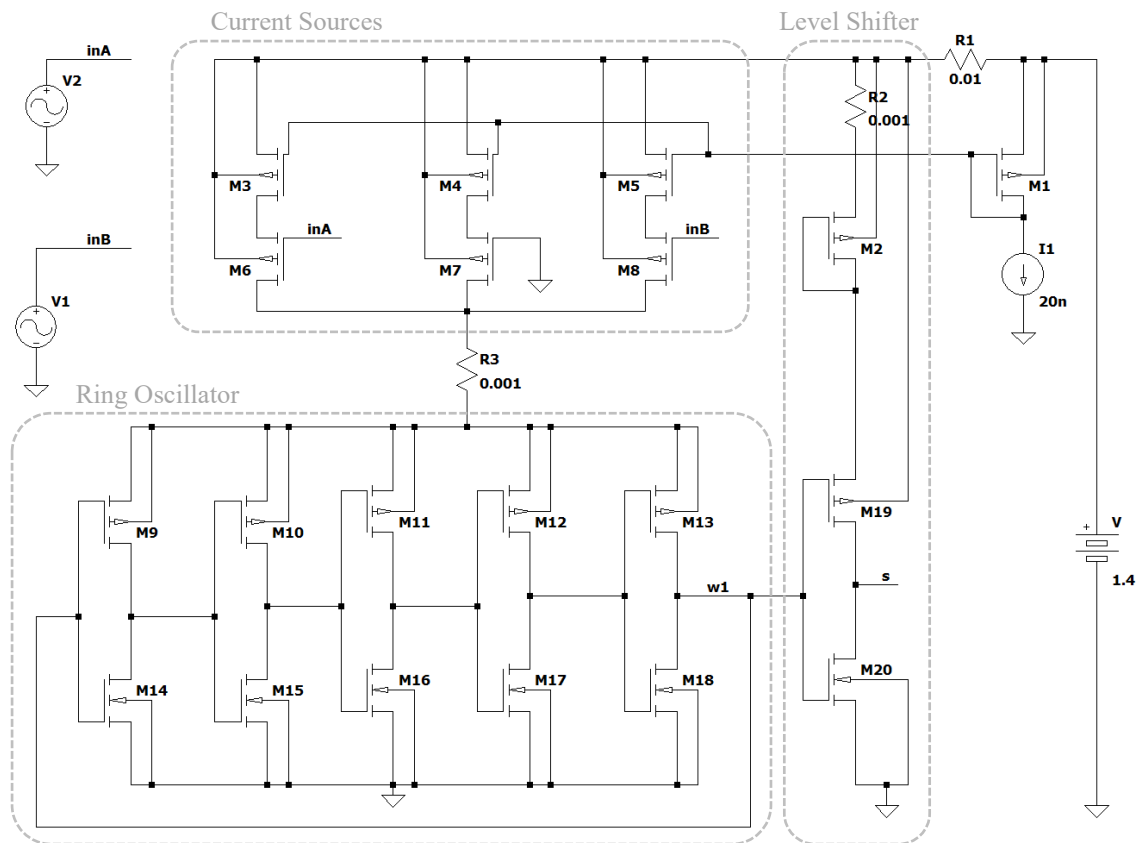 Current Sources
Level Shifter
inA
V2
R1
0.01
R2
0.001
M3
M4
M5
M1
inB
V1
inA
inB
M2
M6
M7
M8
I1
20n
R3
0.001
Ring Oscillator
M9
M10
M11
M12
M13
M19
V
1.4
s
w1
M14
M15
M16
M17
M18
M20